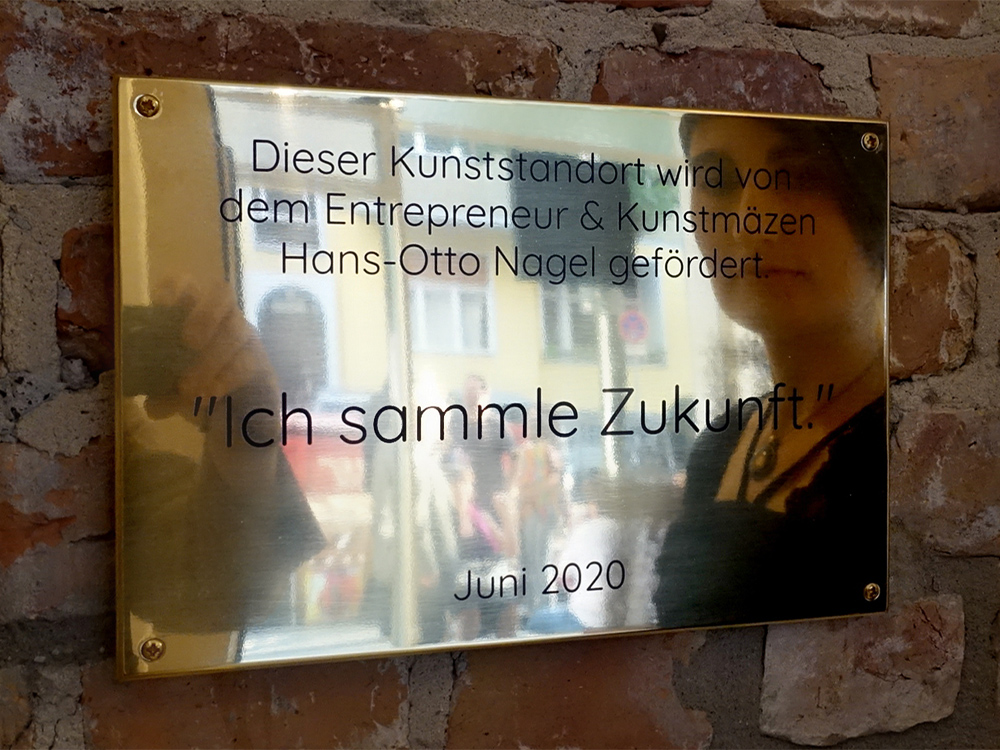 Dieser Kunststandort wird von
dem Entrepreneur & Kunstmäzen
Hans-Otto Nagel gefördert.
"Ich sammle Zukunft."
Juni 2020